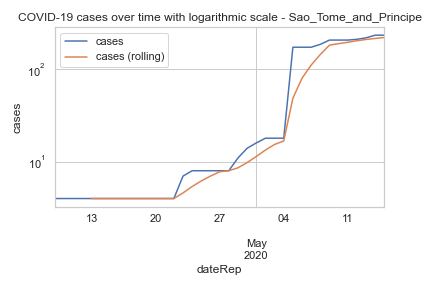 COVID-19 cases over time with logarithmic scale - Sao_Tome_and_Principe
cases
cases (rolling)
10²
10¹
cases
13 20 27 04 11
May
2020
dateRep